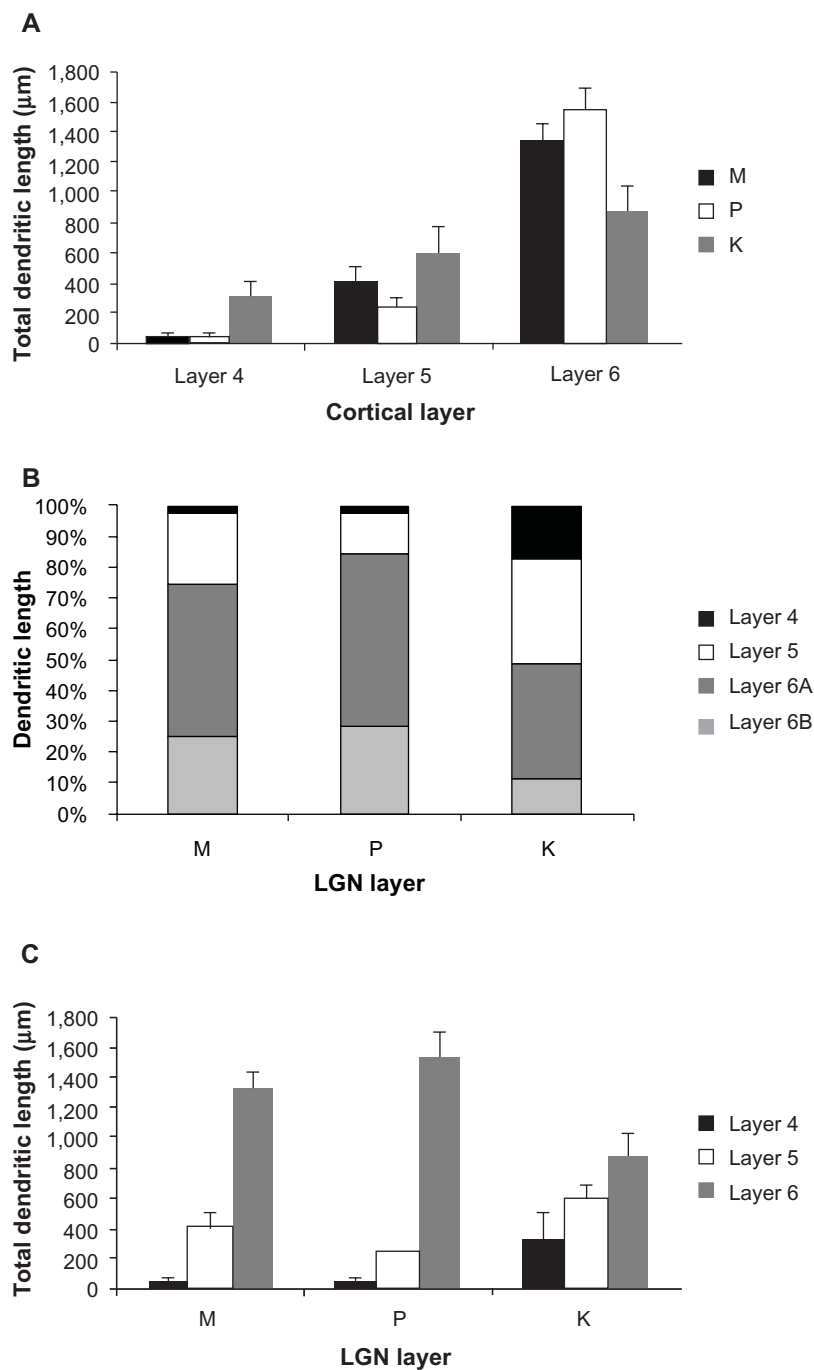 A
Total dendritic length (µm)
1,800
1,600
1,400
1,200
1,000
800
600
400
200
0
Layer 4
Layer 5
Layer 6
Cortical layer
M
P
K
B
Dendritic length
100%
90%
80%
70%
60%
50%
40%
30%
20%
10%
0%
M
P
K
LGN layer
Layer 4
Layer 5
Layer 6A
Layer 6B
C
Total dendritic length (µm)
1,800
1,600
1,400
1,200
1,000
800
600
400
200
0
M
P
K
LGN layer
Layer 4
Layer 5
Layer 6